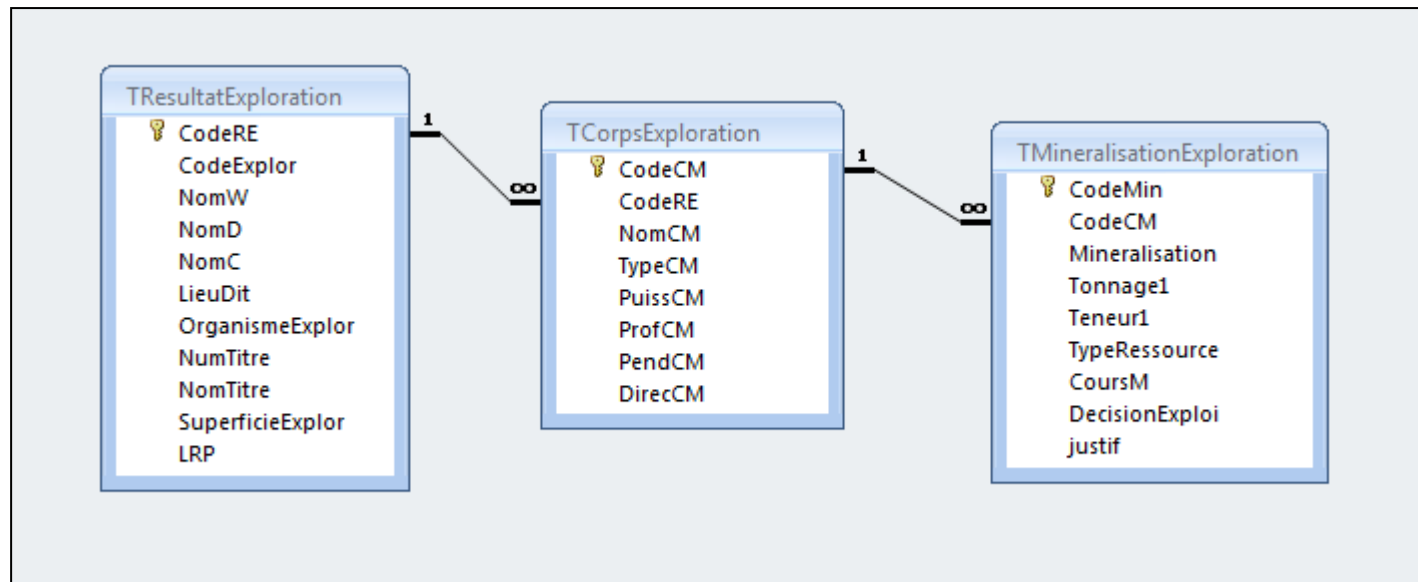 TResultatExploration
CodeRE
CodeExplor
NomW
NomD
NomC
LieuDit
OrganismeExplor
NumTitre
NomTitre
SuperficieExplor
LRP
1
∞
TCorpsExploration
CodeCM
CodeRE
NomCM
TypeCM
PuissCM
ProfCM
PendCM
DirecCM
1
∞
TMineralisationExploration
CodeMin
CodeCM
Mineralisation
Tonnage1
Teneur1
TypeRessource
CoursM
DecisionExploi
justif